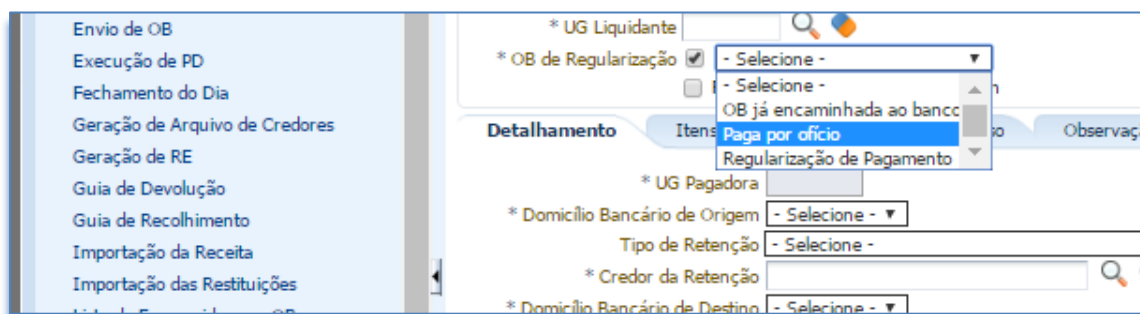 Envio de OB
Execução de PD
Fechamento do Dia
Geração de Arquivo de Credores
Geração de RE
Guia de Devolução
Guia de Recolhimento
Importação da Receita
Importação das Restituições
* UG Liquidante
* OB de Regularização - Selecione -
- Selecione -
OB já encaminhada ao banco
Paga por ofício
Regularização de Pagamento
Detalhamento Itens Observaç
* UG Pagadora
* Domicílio Bancário de Origem - Selecione -
Tipo de Retenção - Selecione -
* Credor da Retenção
* Domicílio Bancário de Destino - Selecione -